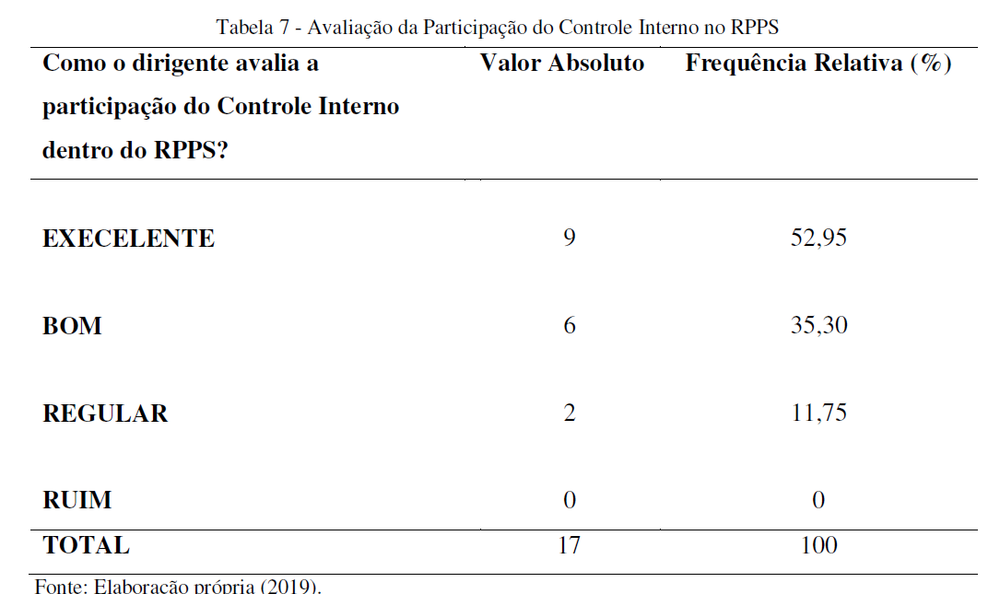 Tabela 7 - Avaliação da Participação do Controle Interno no RPPS
Como o dirigente avalia a Valor Absoluto Frequência Relativa (%)
participação do Controle Interno
dentro do RPPS?
EXECELENTE 9 52,95
BOM 6 35,30
REGULAR 2 11,75
RUIM 0 0
TOTAL 17 100
Fonte: Elaboração própria (2019).